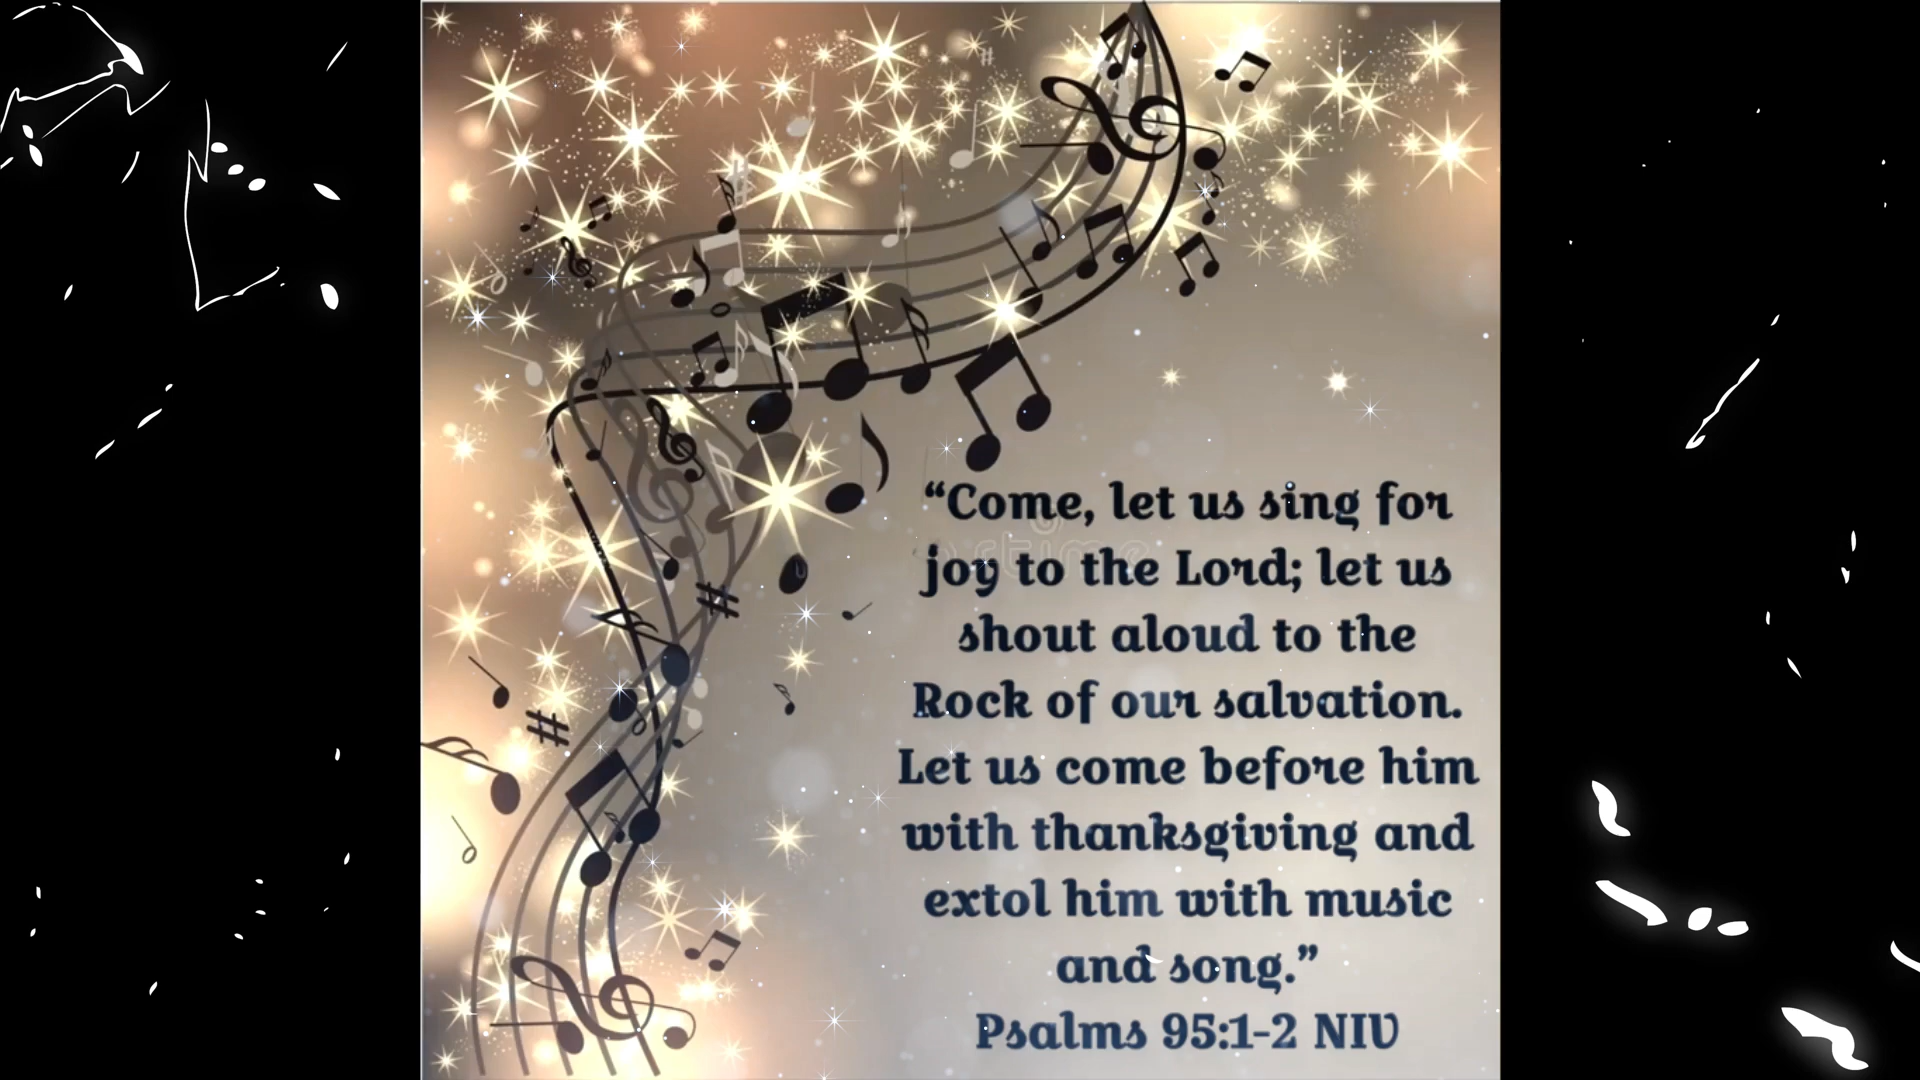 “Come, let us sing for
joy to the Lord; let us
shout aloud to the
Rock of our salvation.
Let us come before him
with thanksgiving and
extol him with music
and song.”
Psalms 95:1-2 NIV